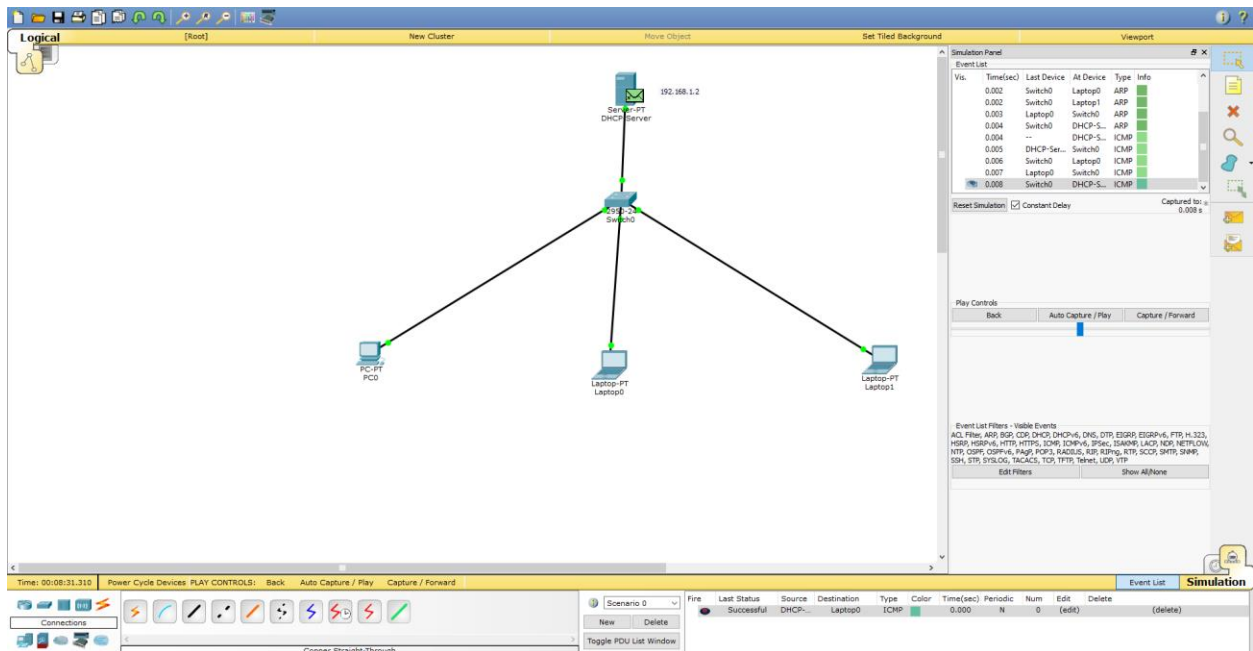 Logical
[Root]
New Cluster
Move Object
Set Tiled Background
Viewport
192.168.1.2
Server-PT
DHCP-Server
2950-24
Switch0
PC-PT
PC0
Laptop-PT
Laptop0
Laptop-PT
Laptop1
Simulation Panel
Event List
Vis. Time(sec) Last Device At Device Type Info
0.002 Switch0 Laptop0 ARP
0.002 Switch0 Laptop1 ARP
0.003 Laptop0 Switch0 ARP
0.004 Switch0 DHCP-S... ARP
0.004 -- DHCP-S... ICMP
0.005 DHCP-Ser... Switch0 ICMP
0.006 Switch0 Laptop0 ICMP
0.007 Laptop0 Switch0 ICMP
0.008 Switch0 DHCP-S... ICMP
Reset Simulation Constant Delay Captured to:
0.008 s
Play Controls
Back Auto Capture / Play Capture / Forward
Event List Filters - Visible Events
ACL Filter, ARP, BGP, CDP, DHCP, DHCPv6, DNS, DTP, EIGRP, EIGRPv6, FTP, H.323,
HSRP, HSRPv6, HTTP, HTTPS, ICMP, ICMPv6, IPSec, ISAKMP, LACP, NDP, NETFLOW,
NTP, OSPF, OSPFv6, PAgP, POP3, RADIUS, RIP, RIPng, RTP, SCCP, SMTP, SNMP,
SSH, STP, SYSLOG, TACACS, TCP, TFTP, Telnet, UDP, VTP
Edit Filters Show All/None
Time: 00:08:31.310 Power Cycle Devices PLAY CONTROLS: Back Auto Capture / Play Capture / Forward
Event List Simulation
Connections
Copper Straight-Through
Scenario 0
New Delete
Toggle PDU List Window
Fire Last Status Source Destination Type Color Time(sec) Periodic Num Edit Delete
Successful DHCP-... Laptop0 ICMP 0.000 N 0 (edit) (delete)